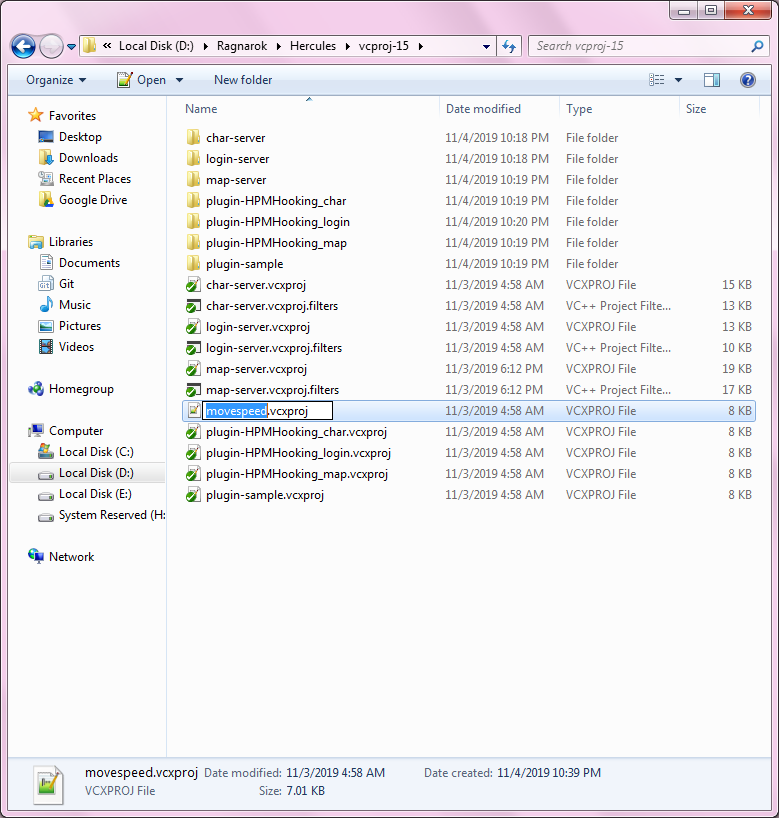 « Local Disk (D:) Ragnarok Hercules vcproj-15 Search vcproj-15
Organize Open New folder
Name Date modified Type Size
Favorites
Desktop
Downloads
Recent Places
Google Drive
Libraries
Documents
Git
Music
Pictures
Videos
Homegroup
Computer
Local Disk (C:)
Local Disk (D:)
Local Disk (E:)
System Reserved (H:
Network
char-server 11/4/2019 10:18 PM File folder
login-server 11/4/2019 10:18 PM File folder
map-server 11/4/2019 10:19 PM File folder
plugin-HPMHooking_char 11/4/2019 10:19 PM File folder
plugin-HPMHooking_login 11/4/2019 10:20 PM File folder
plugin-HPMHooking_map 11/4/2019 10:19 PM File folder
plugin-sample 11/4/2019 10:19 PM File folder
char-server.vcxproj 11/3/2019 4:58 AM VCXPROJ File 15 KB
char-server.vcxproj.filters 11/3/2019 4:58 AM VC++ Project Filte... 13 KB
login-server.vcxproj 11/3/2019 4:58 AM VCXPROJ File 13 KB
login-server.vcxproj.filters 11/3/2019 4:58 AM VC++ Project Filte... 10 KB
map-server.vcxproj 11/3/2019 6:12 PM VCXPROJ File 19 KB
map-server.vcxproj.filters 11/3/2019 6:12 PM VC++ Project Filte... 17 KB
movespeed.vcxproj 11/3/2019 4:58 AM VCXPROJ File 8 KB
plugin-HPMHooking_char.vcxproj 11/3/2019 4:58 AM VCXPROJ File 8 KB
plugin-HPMHooking_login.vcxproj 11/3/2019 4:58 AM VCXPROJ File 8 KB
plugin-HPMHooking_map.vcxproj 11/3/2019 4:58 AM VCXPROJ File 8 KB
plugin-sample.vcxproj 11/3/2019 4:58 AM VCXPROJ File 8 KB
movespeed.vcxproj Date modified: 11/3/2019 4:58 AM Date created: 11/4/2019 10:39 PM
VCXPROJ File Size: 7.01 KB